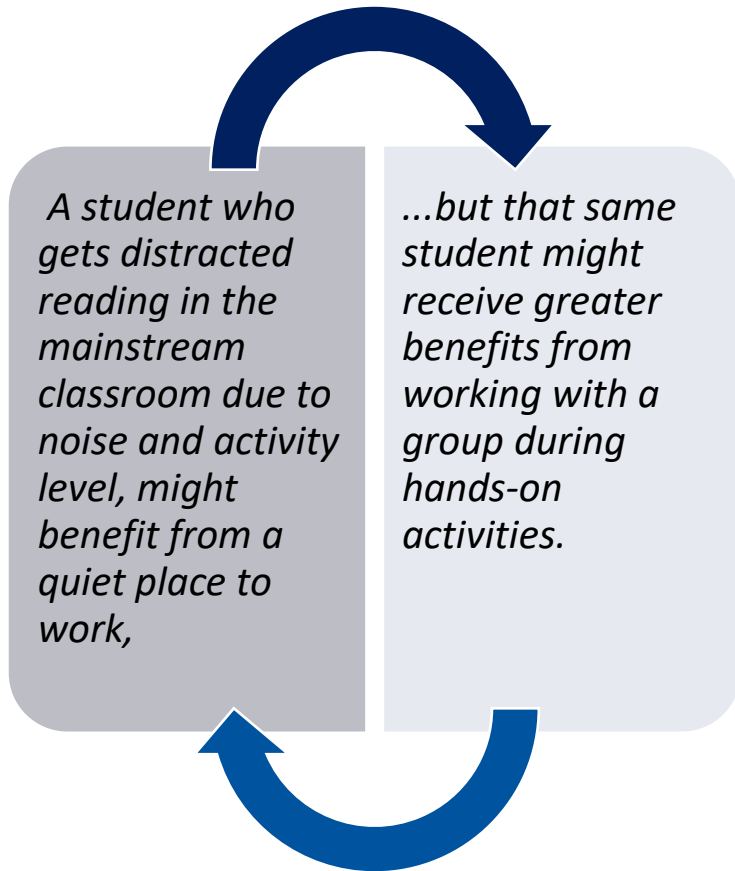 A student who
gets distracted
reading in the
mainstream
classroom due to
noise and activity
level, might
benefit from a
quiet place to
work,
...but that same
student might
receive greater
benefits from
working with a
group during
hands-on
activities.